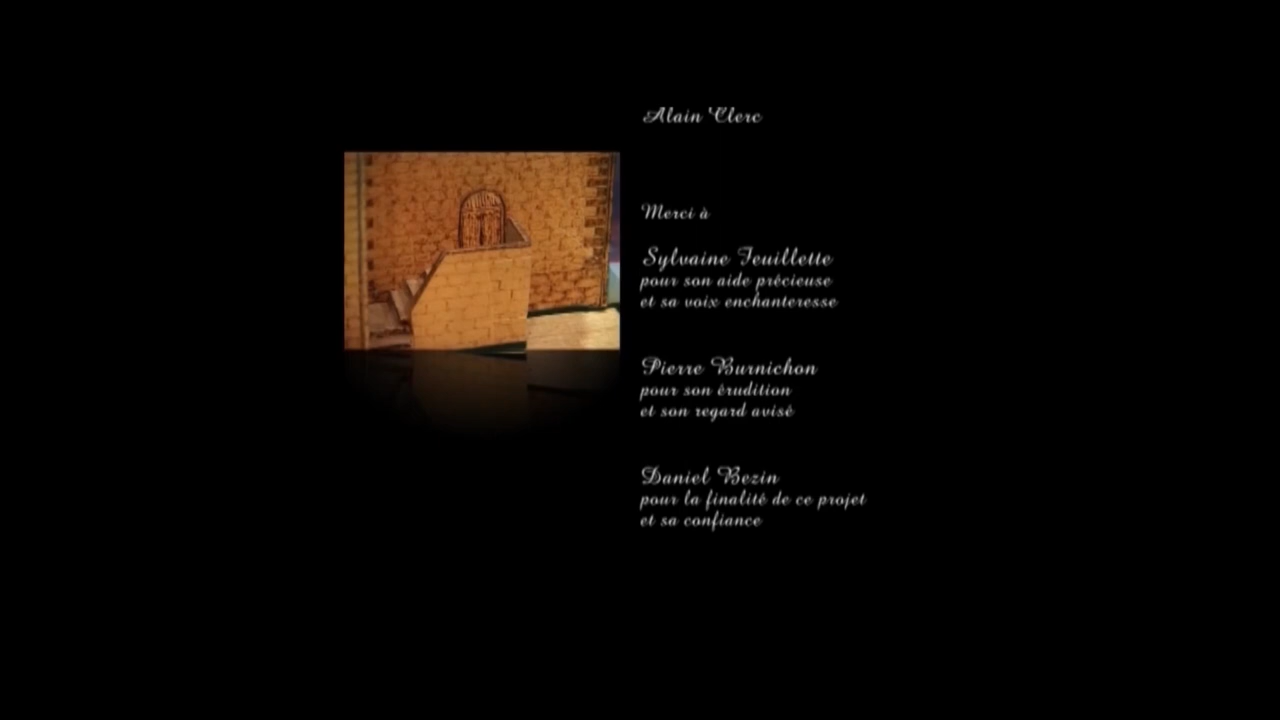 Alain Clerc
Merci à
Sylvaine Feuillette
pour son aide précieuse
et sa voix enchanteresse
Pierre Burnichon
pour son érudition
et son regard avisé
Daniel Bezin
pour la finalité de ce projet
et sa confiance